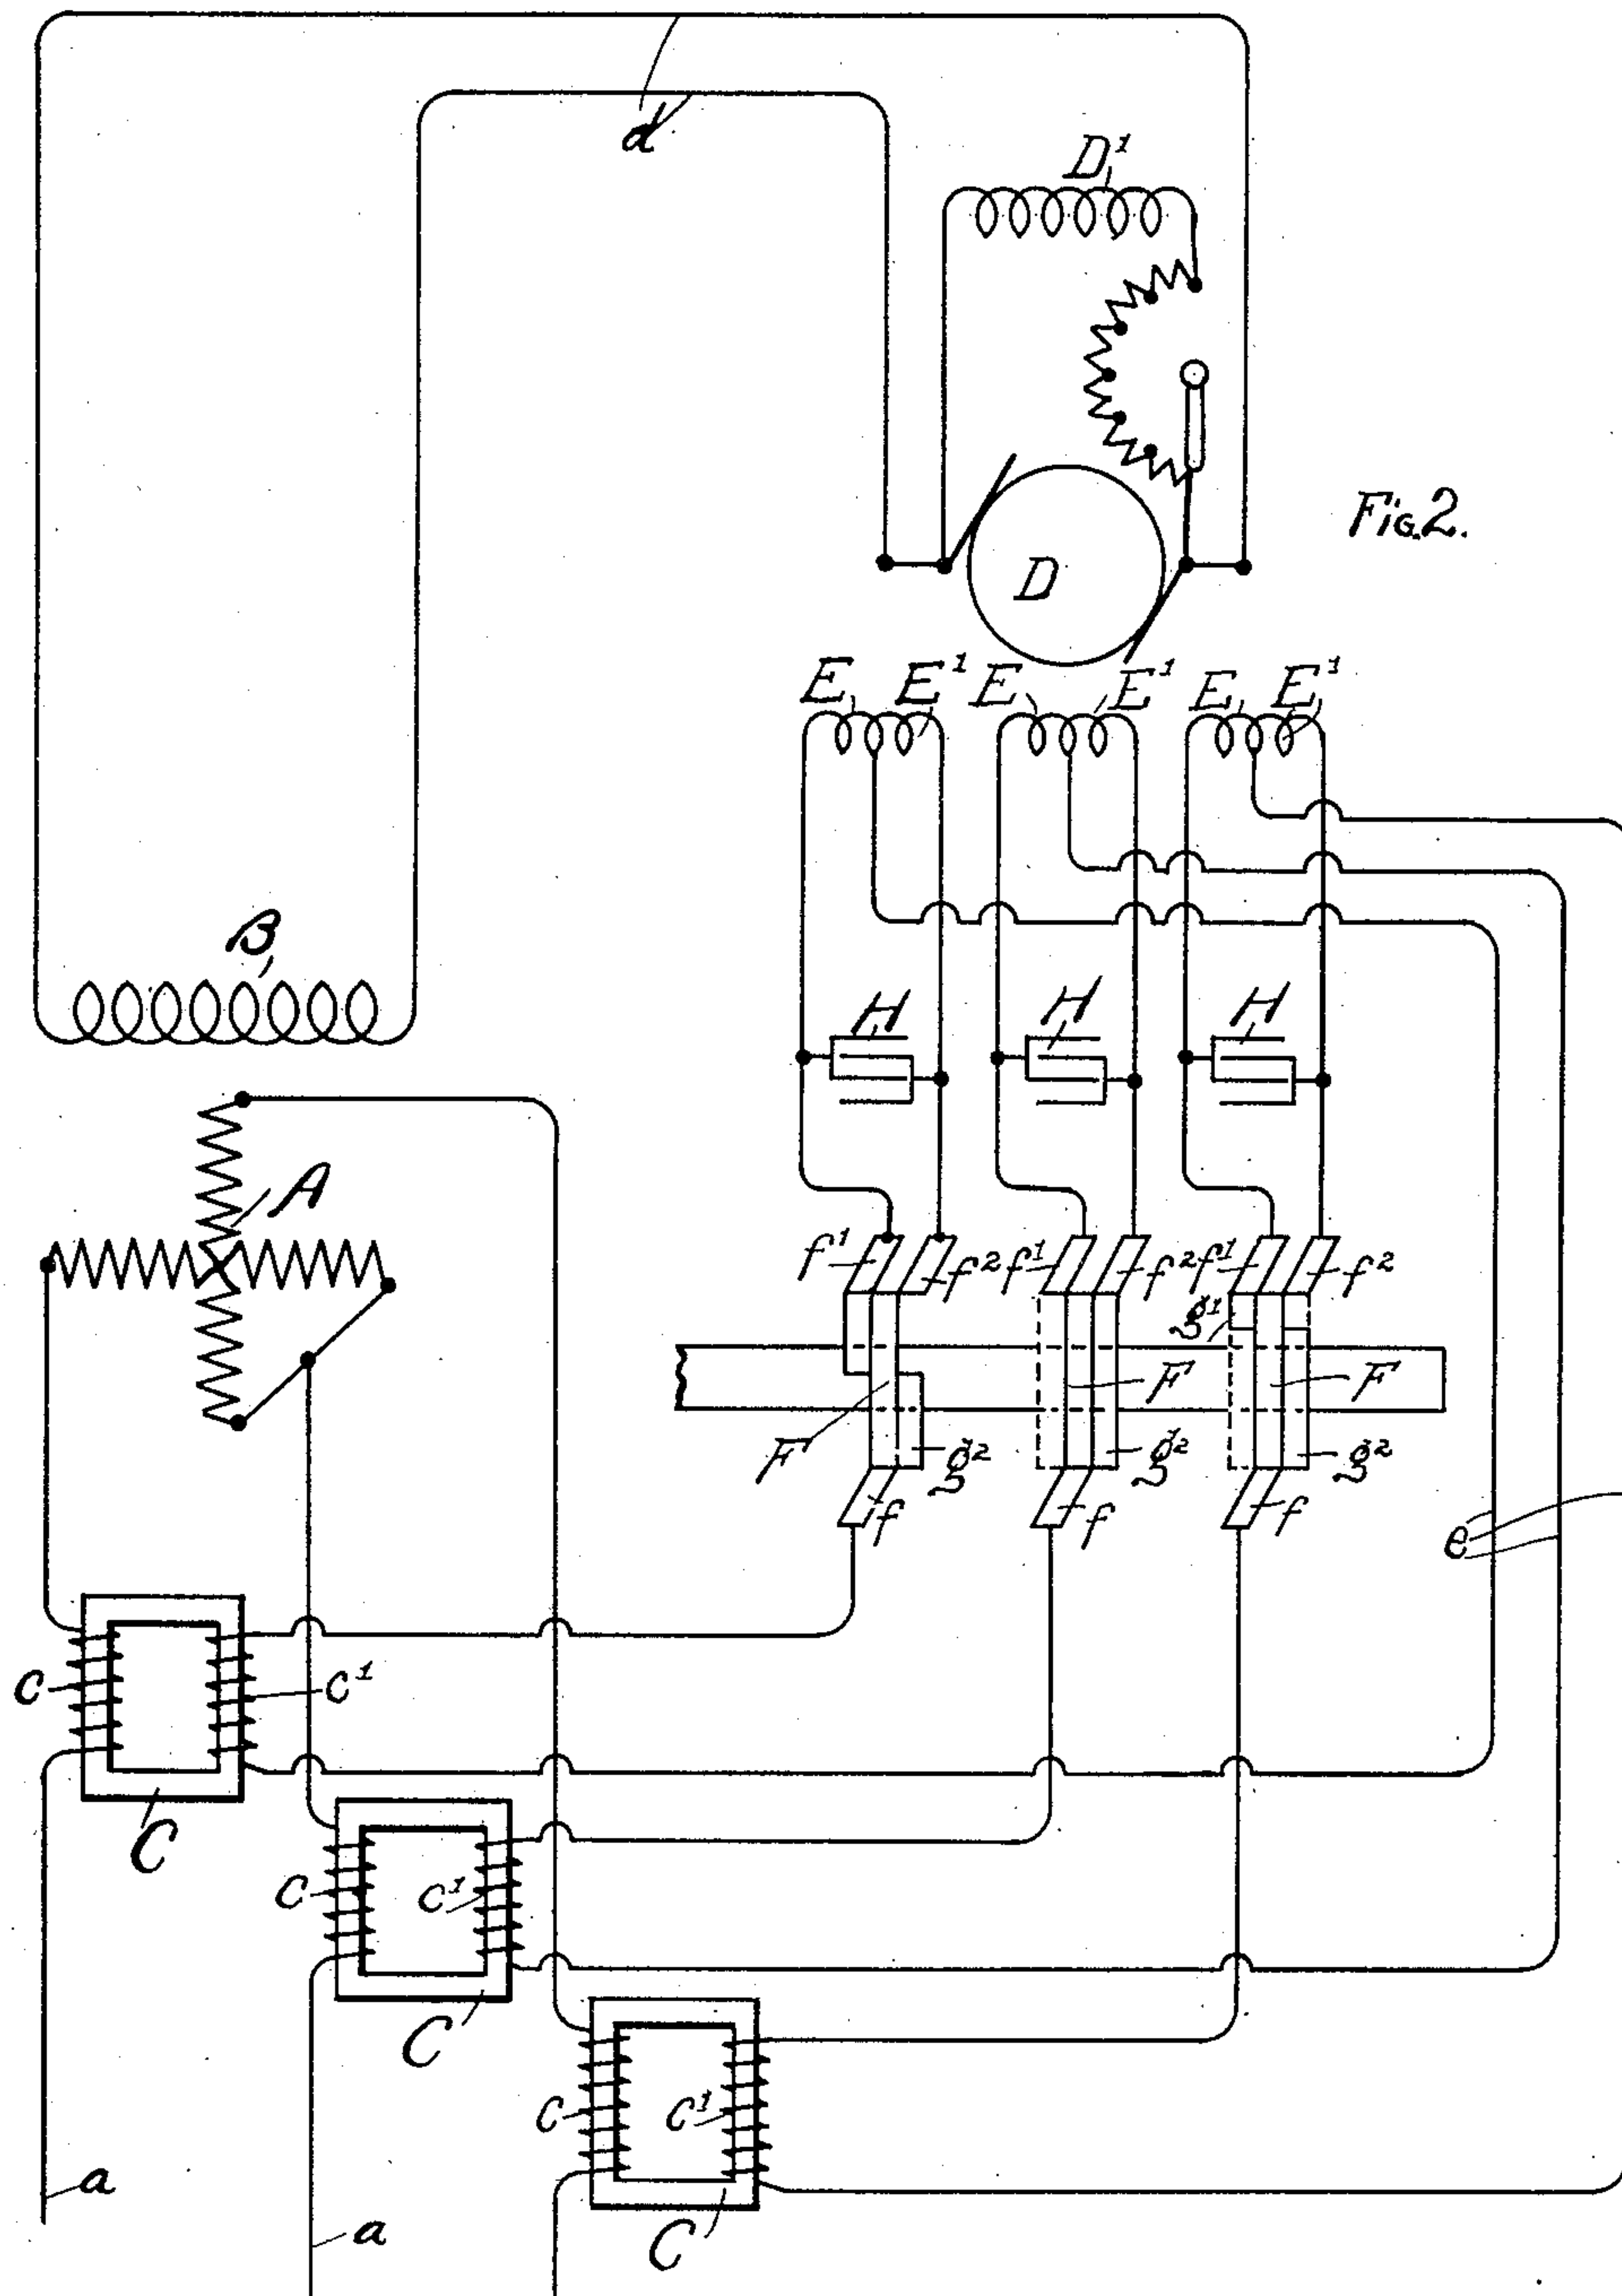 d
D¹
Fig. 2.
D
E E¹ E E¹ E E¹
B
H H H
A
f¹ f² f¹ f² f¹ f²
g¹
F F F
g² g² g²
f f f
e
c c¹
C
c c¹
C
c c¹
a
C
a